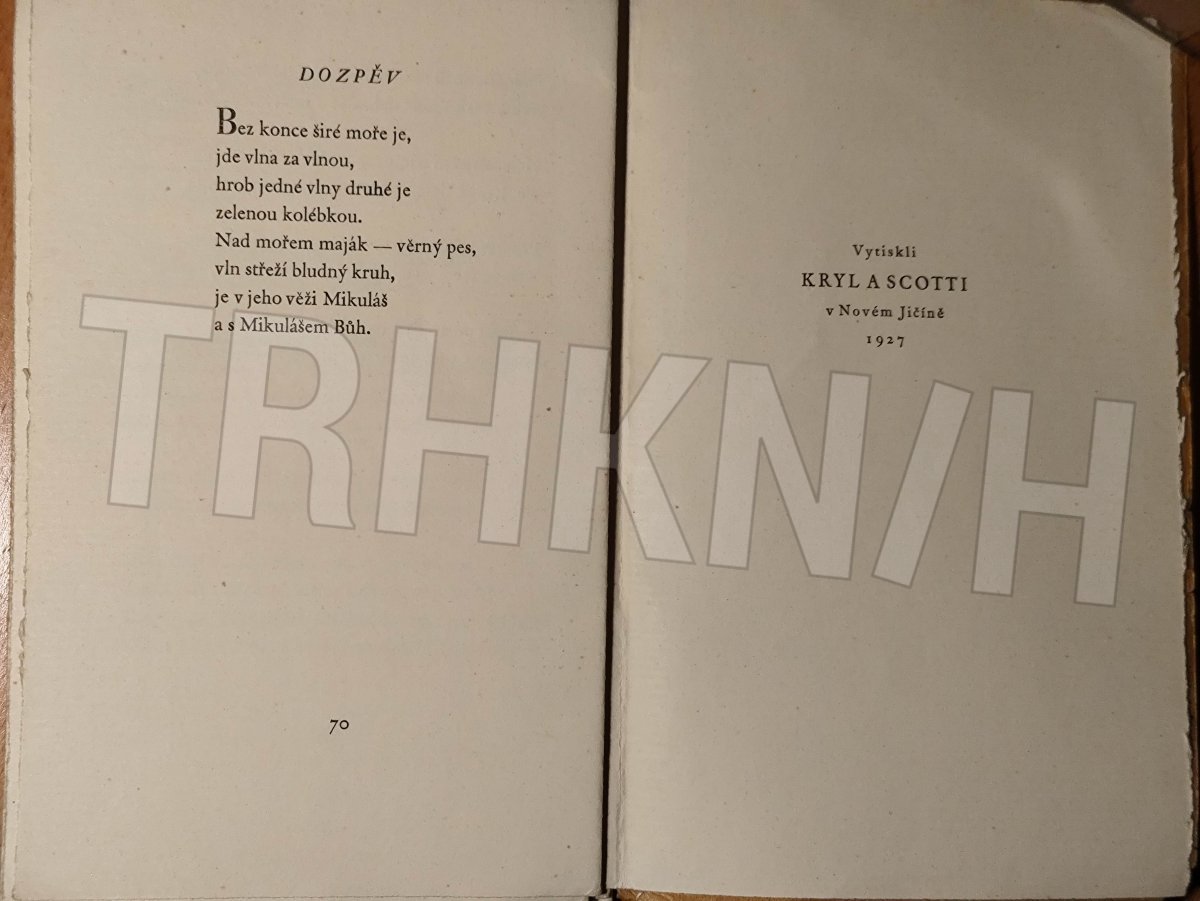 DOZPĚV
Bez konce širé moře je,
jde vlna za vlnou,
hrob jedné vlny druhé je
zelenou kolébkou.
Nad mořem maják — věrný pes,
vln střeží bludný kruh,
je v jeho věži Mikuláš
a s Mikulášem Bůh.
70
Vytiskli
KRYL A SCOTTI
v Novém Jičíně
1927
TRHKN/H